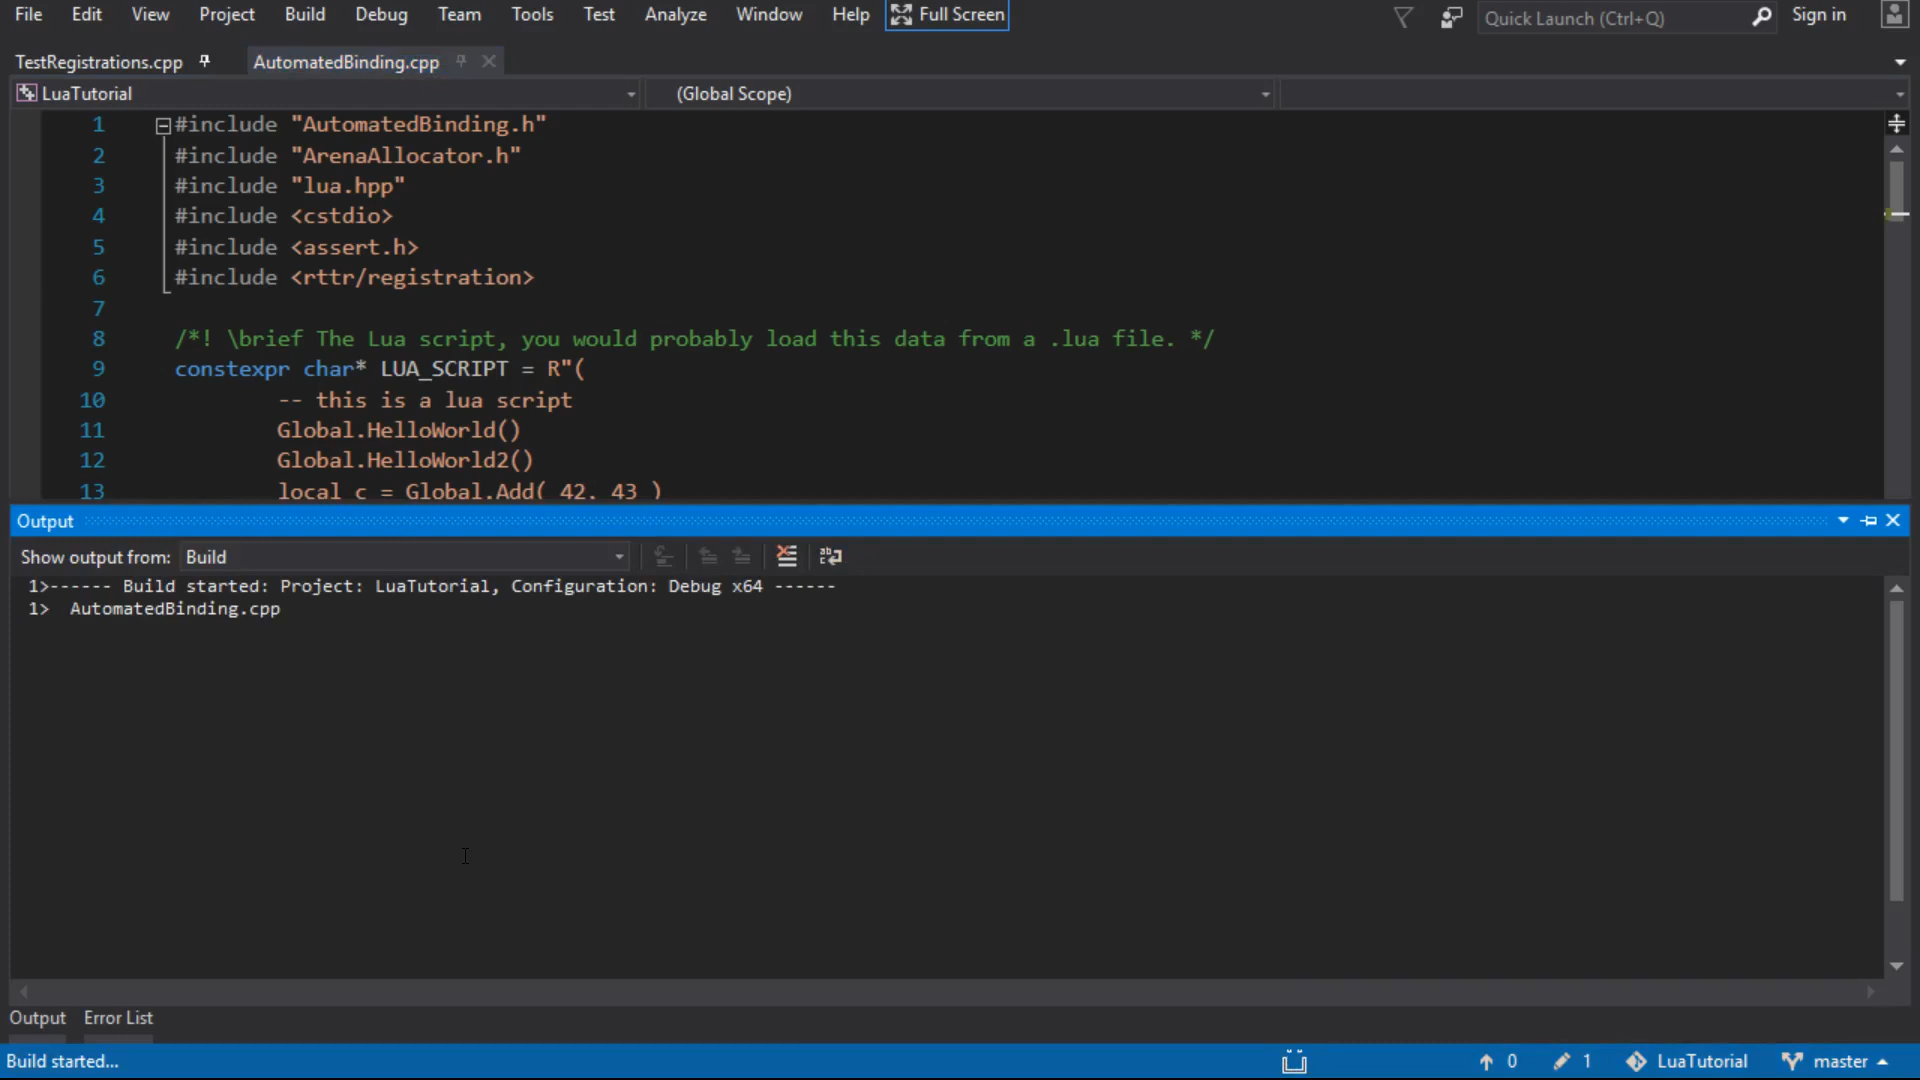 File Edit View Project Build Debug Team Tools Test Analyze Window Help Full Screen Quick Launch (Ctrl+Q) Sign in
TestRegistrations.cpp AutomatedBinding.cpp
LuaTutorial (Global Scope)
1 #include "AutomatedBinding.h"
2 #include "ArenaAllocator.h"
3 #include "lua.hpp"
4 #include <cstdio>
5 #include <assert.h>
6 #include <rttr/registration>
7
8 /*! \brief The Lua script, you would probably load this data from a .lua file. */
9 constexpr char* LUA_SCRIPT = R"(
10 -- this is a lua script
11 Global.HelloWorld()
12 Global.HelloWorld2()
13 local c = Global.Add( 42, 43 )
Output
Show output from: Build
1>------ Build started: Project: LuaTutorial, Configuration: Debug x64 ------
1> AutomatedBinding.cpp
Output Error List
Build started... 0 1 LuaTutorial master